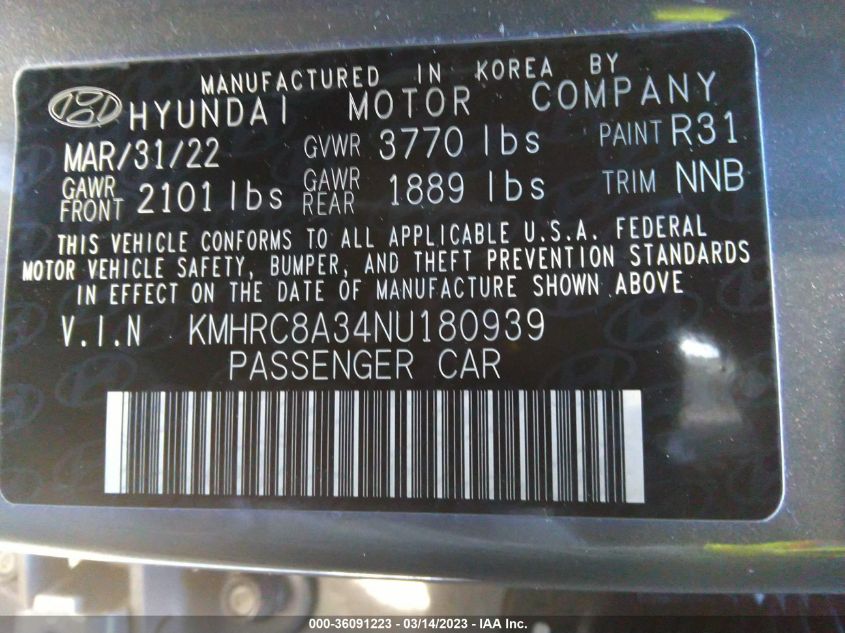 MANUFACTURED IN KOREA BY
HYUNDAI MOTOR COMPANY
MAR/31/22 GVWR 3770 lbs PAINT R31
GAWR FRONT 2101 lbs GAWR REAR 1889 lbs TRIM NNB
THIS VEHICLE CONFORMS TO ALL APPLICABLE U.S.A. FEDERAL
MOTOR VEHICLE SAFETY, BUMPER, AND THEFT PREVENTION STANDARDS
IN EFFECT ON THE DATE OF MANUFACTURE SHOWN ABOVE
V.I.N KMHRC8A34NU180939
PASSENGER CAR
000-36091223 - 03/14/2023 - IAA Inc.